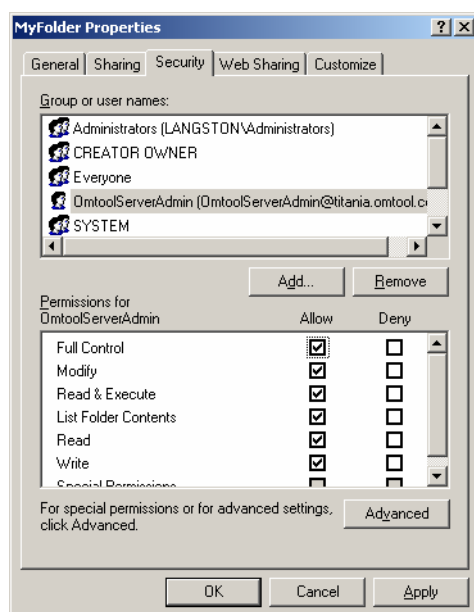 MyFolder Properties
General Sharing Security Web Sharing Customize
Group or user names:
Administrators (LANGSTON\Administrators)
CREATOR OWNER
Everyone
OmtoolServerAdmin (OmtoolServerAdmin@titania.omtool.c
SYSTEM
Add... Remove
Permissions for
OmtoolServerAdmin Allow Deny
Full Control
Modify
Read & Execute
List Folder Contents
Read
Write
Special Permissions
For special permissions or for advanced settings,
click Advanced.
Advanced
OK Cancel Apply